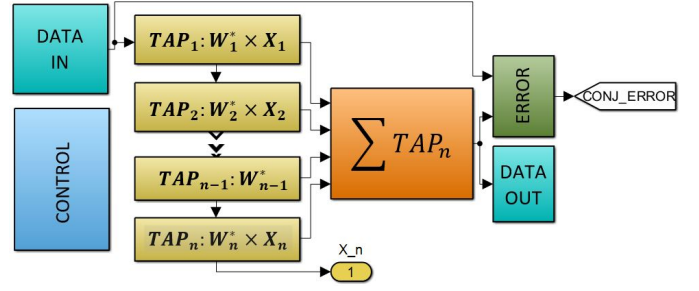 DATA
IN
CONTROL
TAP₁: W₁* × X₁
TAP₂: W₂* × X₂
TAPₙ₋₁: W*ₙ₋₁
TAPₙ: Wₙ* × Xₙ
∑ TAPₙ
ERROR
CONJ_ERROR
DATA
OUT
X_n
1